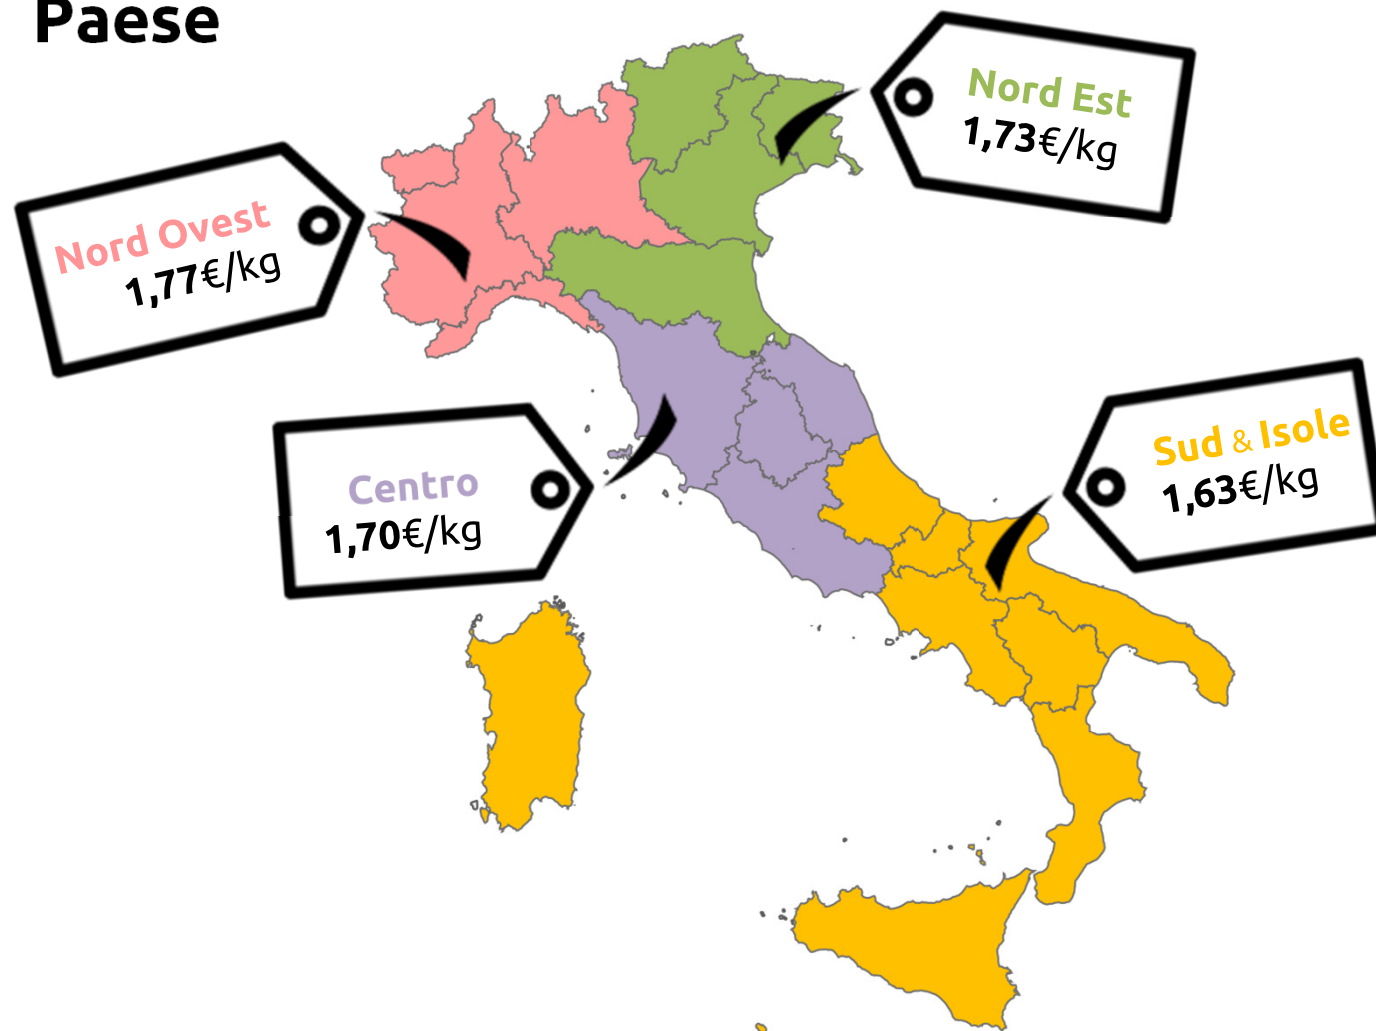 Paese
Nord Est
1,73€/kg
Nord Ovest
1,77€/kg
Sud & Isole
1,63€/kg
Centro
1,70€/kg